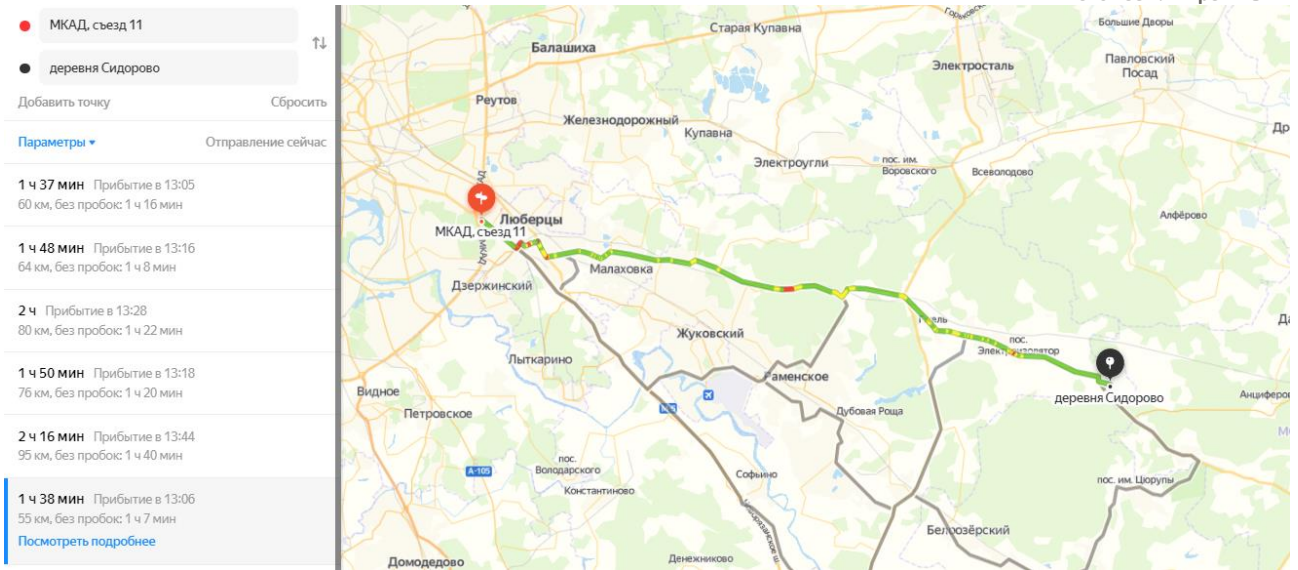 МКАД, съезд 11
деревня Сидорово
Добавить точку
Сбросить
Параметры
Отправление сейчас
1 ч 37 мин Прибытие в 13:05
60 км, без пробок: 1 ч 16 мин
1 ч 48 мин Прибытие в 13:16
64 км, без пробок: 1 ч 8 мин
2 ч Прибытие в 13:28
80 км, без пробок: 1 ч 22 мин
1 ч 50 мин Прибытие в 13:18
76 км, без пробок: 1 ч 20 мин
2 ч 16 мин Прибытие в 13:44
95 км, без пробок: 1 ч 40 мин
1 ч 38 мин Прибытие в 13:06
55 км, без пробок: 1 ч 7 мин
Посмотреть подробнее
Старая Купавна
Большие Дворы
Балашиха
Электросталь
Павловский
Посад
Реутов
Железнодорожный
Купавна
Электроугли
пос. им.
Воровского
Всеволодово
Люберцы
МКАД, съезд 11
Алфёрово
МКАД
Малаховка
Дзержинский
Жуковский
пос.
Лыткарино
Раменское
Видное
Петровское
Дубовая Роща
деревня Сидорово
пос.
Володарского
А-105
Константиново
Софьино
пос. им. Цюрупы
Белоозёрский
Денежниково
Домодедово